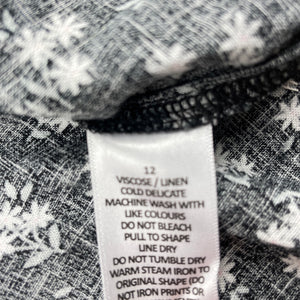 12
VISCOSE / LINEN
COLD DELICATE
MACHINE WASH WITH
LIKE COLOURS
DO NOT BLEACH
PULL TO SHAPE
LINE DRY
DO NOT TUMBLE DRY
WARM STEAM IRON TO
ORIGINAL SHAPE (DO
NOT IRON PRINTS OR